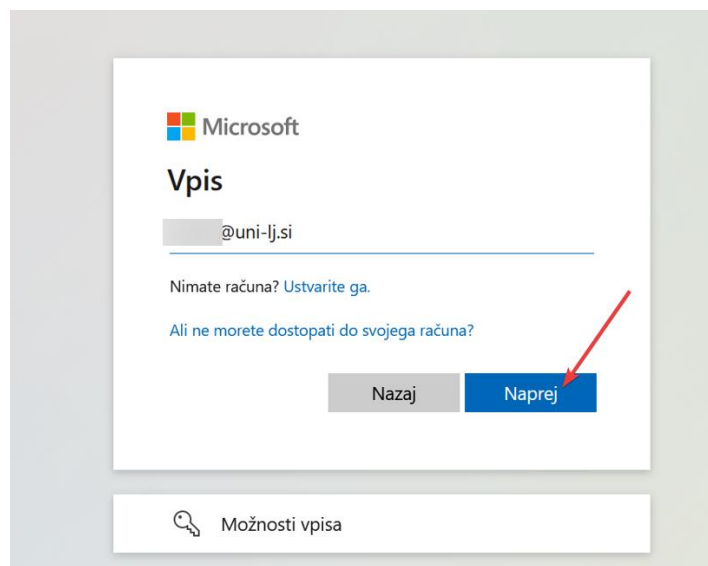 Microsoft
Vpis
@uni-lj.si
Nimate računa? Ustvarite ga.
Ali ne morete dostopati do svojega računa?
Nazaj
Naprej
Možnosti vpisa